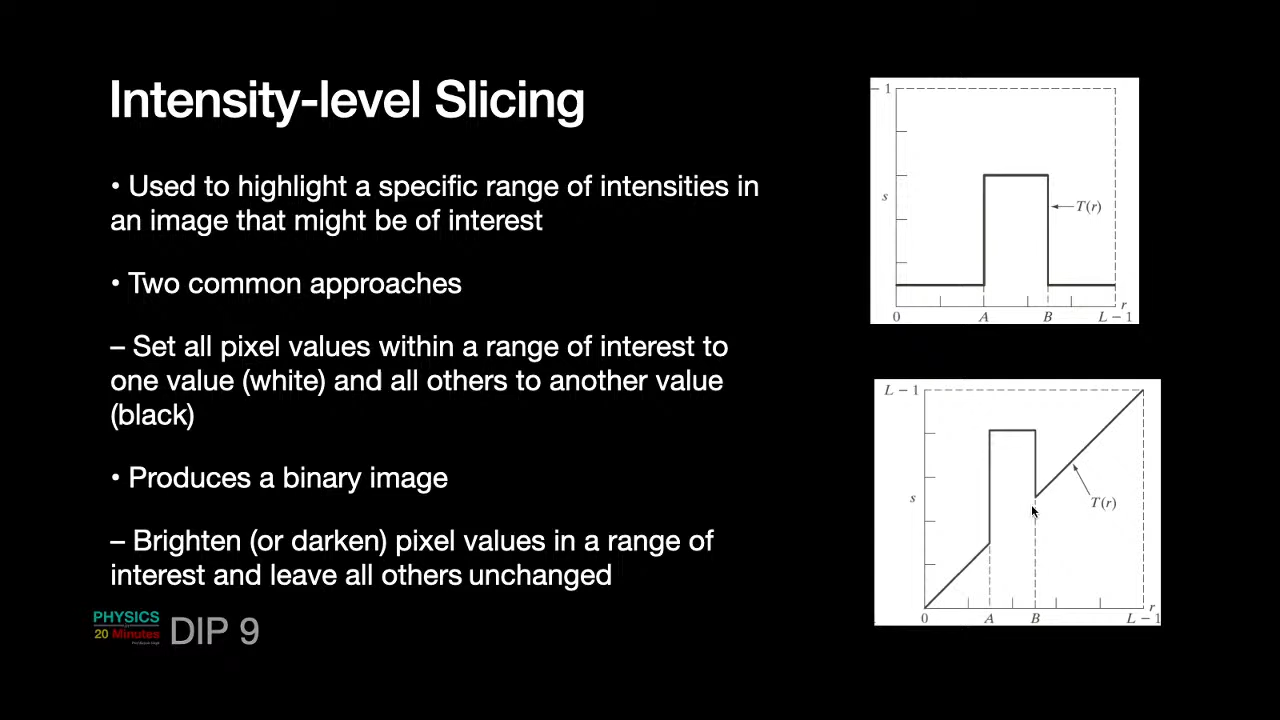 Intensity-level Slicing
• Used to highlight a specific range of intensities in
an image that might be of interest
• Two common approaches
– Set all pixel values within a range of interest to
one value (white) and all others to another value
(black)
• Produces a binary image
– Brighten (or darken) pixel values in a range of
interest and leave all others unchanged
PHYSICS
20 Minutes
DIP 9
– 1
s
T(r)
r
0 A B L – 1
L – 1
s
T(r)
r
0 A B L – 1